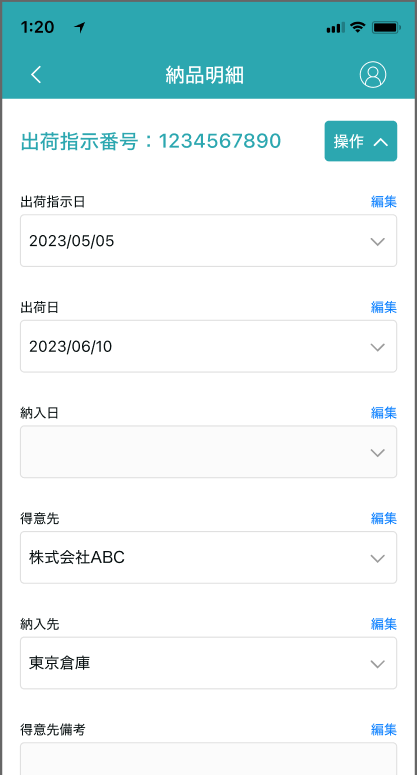 1:20
納品明細
出荷指示番号：1234567890
操作
出荷指示日 編集
2023/05/05
出荷日 編集
2023/06/10
納入日 編集
得意先 編集
株式会社ABC
納入先 編集
東京倉庫
得意先備考 編集